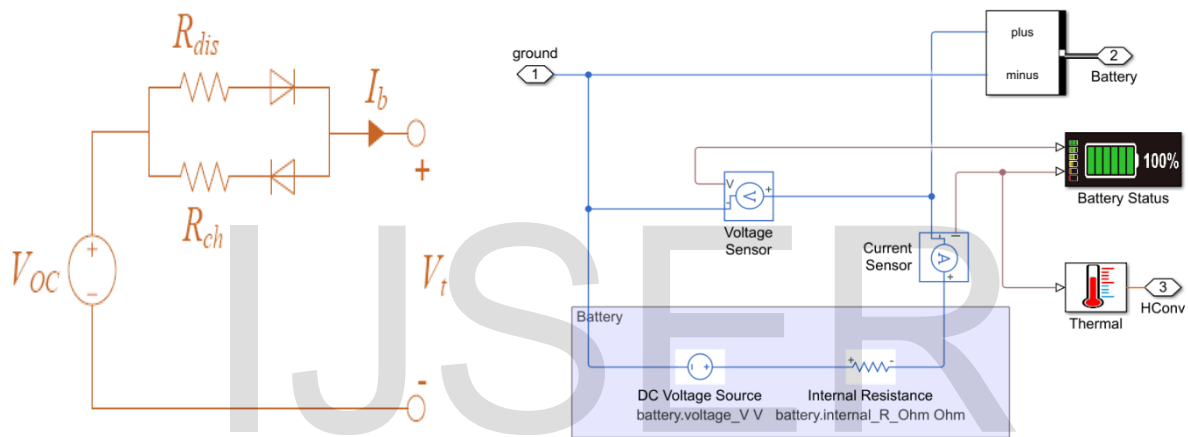 R_dis
I_b
+
R_ch
V_OC
+
−
V_t
-
ground
1
plus
minus
2
Battery
V
+
-
V
Voltage
Sensor
100%
Battery Status
Current
Sensor
I
A
+
-
Thermal
3
HConv
Battery
- +
+ -
DC Voltage Source
battery.voltage_V V
Internal Resistance
battery.internal_R_Ohm Ohm
IJSER